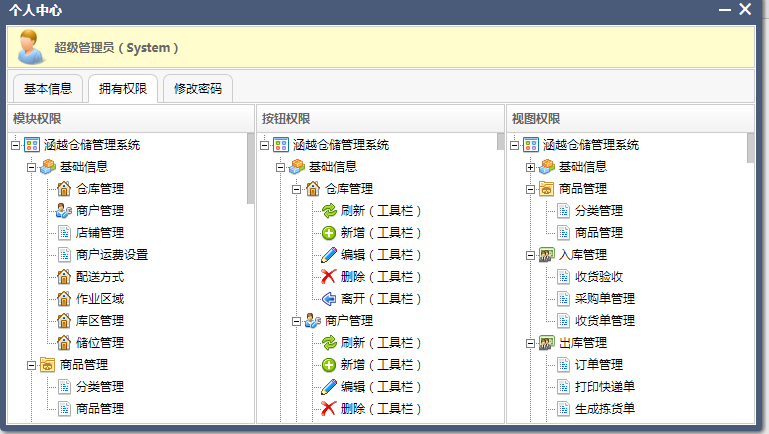 个人中心
超级管理员（System）
基本信息 拥有权限 修改密码
模块权限
涵越仓储管理系统
基础信息
仓库管理
商户管理
店铺管理
商户运费设置
配送方式
作业区域
库区管理
储位管理
商品管理
分类管理
商品管理
按钮权限
涵越仓储管理系统
基础信息
仓库管理
刷新（工具栏）
新增（工具栏）
编辑（工具栏）
删除（工具栏）
离开（工具栏）
商户管理
刷新（工具栏）
新增（工具栏）
编辑（工具栏）
删除（工具栏）
视图权限
涵越仓储管理系统
基础信息
商品管理
分类管理
商品管理
入库管理
收货验收
采购单管理
收货单管理
出库管理
订单管理
打印快递单
生成拣货单